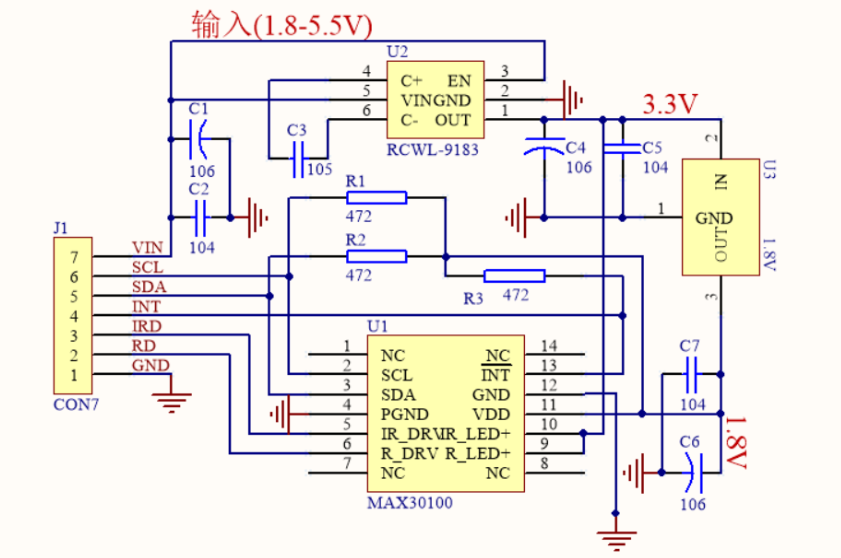 输入(1.8-5.5V)
U2
4 C+ EN 3
5 VIN GND 2
6 C- OUT 1
RCWL-9183
C1
106
C2
104
C3
105
3.3V
C4
106
C5
104
2
U3
IN
1 GND
OUT
1.8V
3
R1
472
R2
472
R3
472
J1
7 VIN
6 SCL
5 SDA
4 INT
3 IRD
2 RD
1 GND
CON7
U1
1 NC NC 14
2 SCL INT 13
3 SDA GND 12
4 PGND VDD 11
5 IR_DRV IR_LED+ 10
6 R_DRV R_LED+ 9
7 NC NC 8
MAX30100
C7
104
1.8V
C6
106